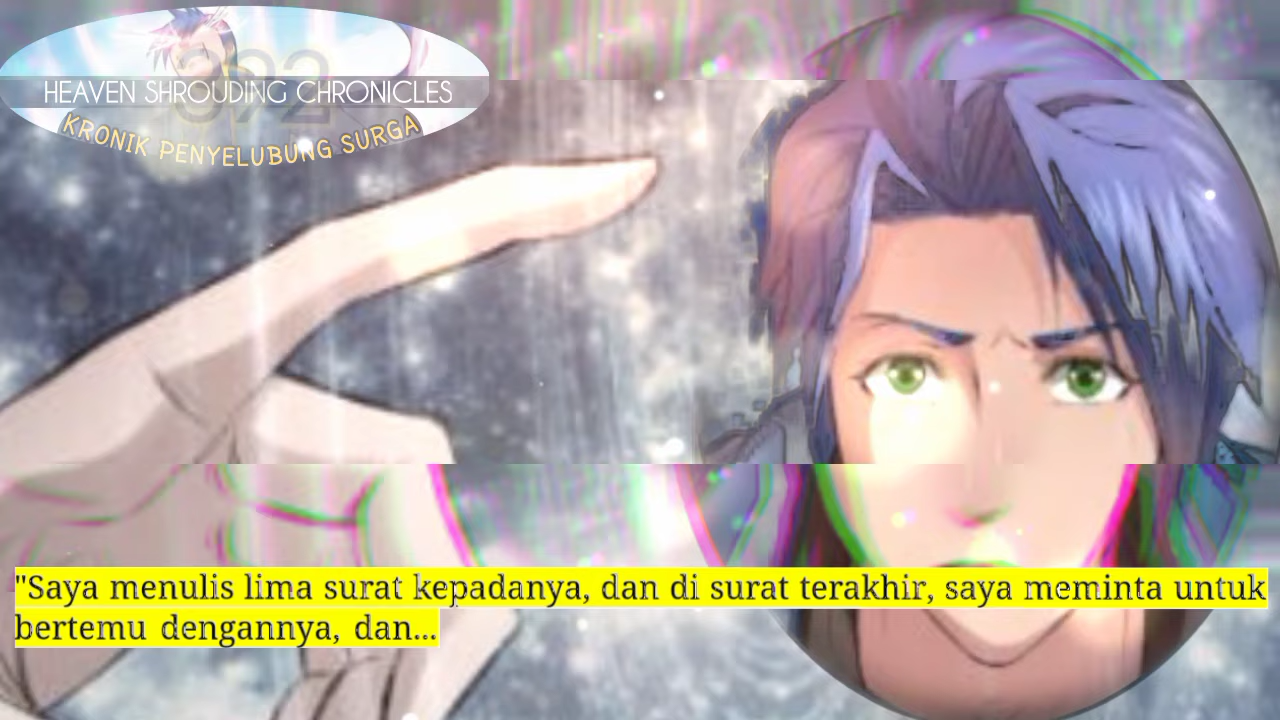 392
HEAVEN SHROUDING CHRONICLES
KRONIK PENYELUBUNG SURGA
"Saya menulis lima surat kepadanya, dan di surat terakhir, saya meminta untuk
bertemu dengannya, dan...